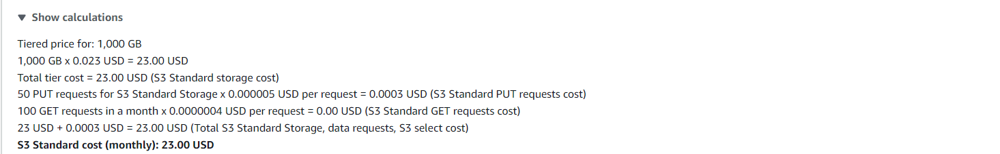 Show calculations
Tiered price for: 1,000 GB
1,000 GB x 0.023 USD = 23.00 USD
Total tier cost = 23.00 USD (S3 Standard storage cost)
50 PUT requests for S3 Standard Storage x 0.000005 USD per request = 0.0003 USD (S3 Standard PUT requests cost)
100 GET requests in a month x 0.0000004 USD per request = 0.00 USD (S3 Standard GET requests cost)
23 USD + 0.0003 USD = 23.00 USD (Total S3 Standard Storage, data requests, S3 select cost)
S3 Standard cost (monthly): 23.00 USD